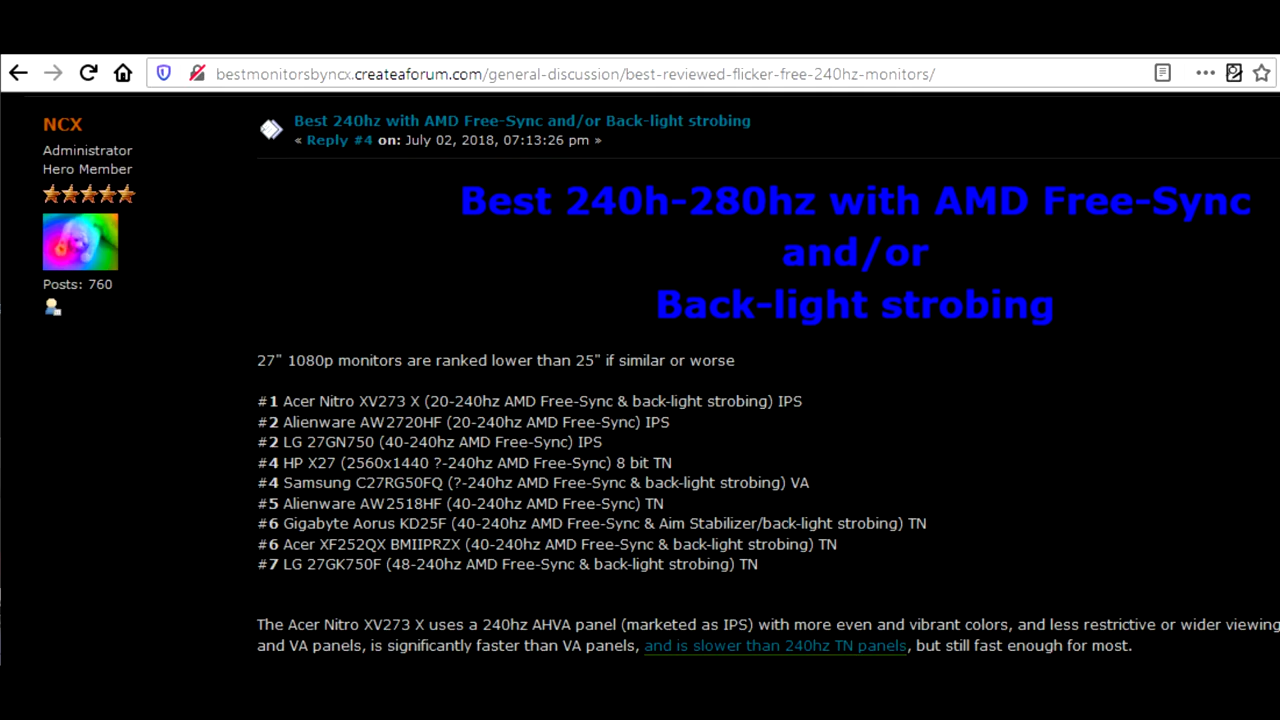 bestmonitorsbyncx.createaforum.com/general-discussion/best-reviewed-flicker-free-240hz-monitors/
NCX
Administrator
Hero Member
Posts: 760
Best 240hz with AMD Free-Sync and/or Back-light strobing
« Reply #4 on: July 02, 2018, 07:13:26 pm »
Best 240h-280hz with AMD Free-Sync
and/or
Back-light strobing
27" 1080p monitors are ranked lower than 25" if similar or worse
#1 Acer Nitro XV273 X (20-240hz AMD Free-Sync & back-light strobing) IPS
#2 Alienware AW2720HF (20-240hz AMD Free-Sync) IPS
#2 LG 27GN750 (40-240hz AMD Free-Sync) IPS
#4 HP X27 (2560x1440 ?-240hz AMD Free-Sync) 8 bit TN
#4 Samsung C27RG50FQ (?-240hz AMD Free-Sync & back-light strobing) VA
#5 Alienware AW2518HF (40-240hz AMD Free-Sync) TN
#6 Gigabyte Aorus KD25F (40-240hz AMD Free-Sync & Aim Stabilizer/back-light strobing) TN
#6 Acer XF252QX BMIIPRZX (40-240hz AMD Free-Sync & back-light strobing) TN
#7 LG 27GK750F (48-240hz AMD Free-Sync & back-light strobing) TN
The Acer Nitro XV273 X uses a 240hz AHVA panel (marketed as IPS) with more even and vibrant colors, and less restrictive or wider viewing
and VA panels, is significantly faster than VA panels, and is slower than 240hz TN panels, but still fast enough for most.